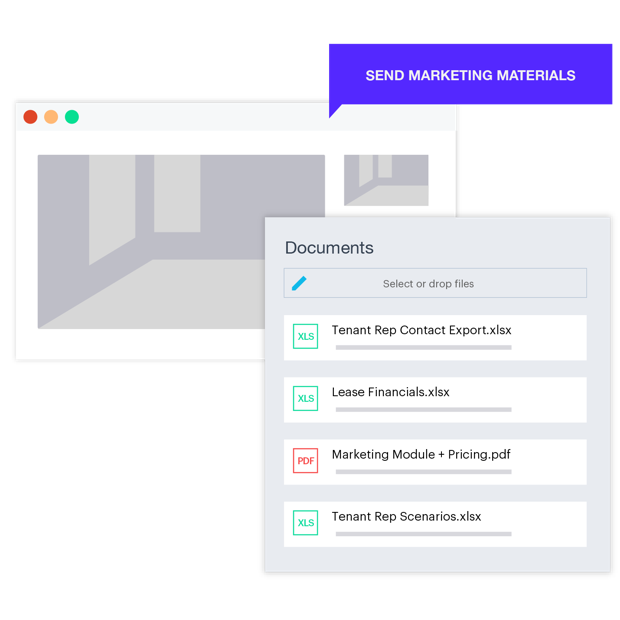 SEND MARKETING MATERIALS
Documents
Select or drop files
XLS Tenant Rep Contact Export.xlsx
XLS Lease Financials.xlsx
PDF Marketing Module + Pricing.pdf
XLS Tenant Rep Scenarios.xlsx